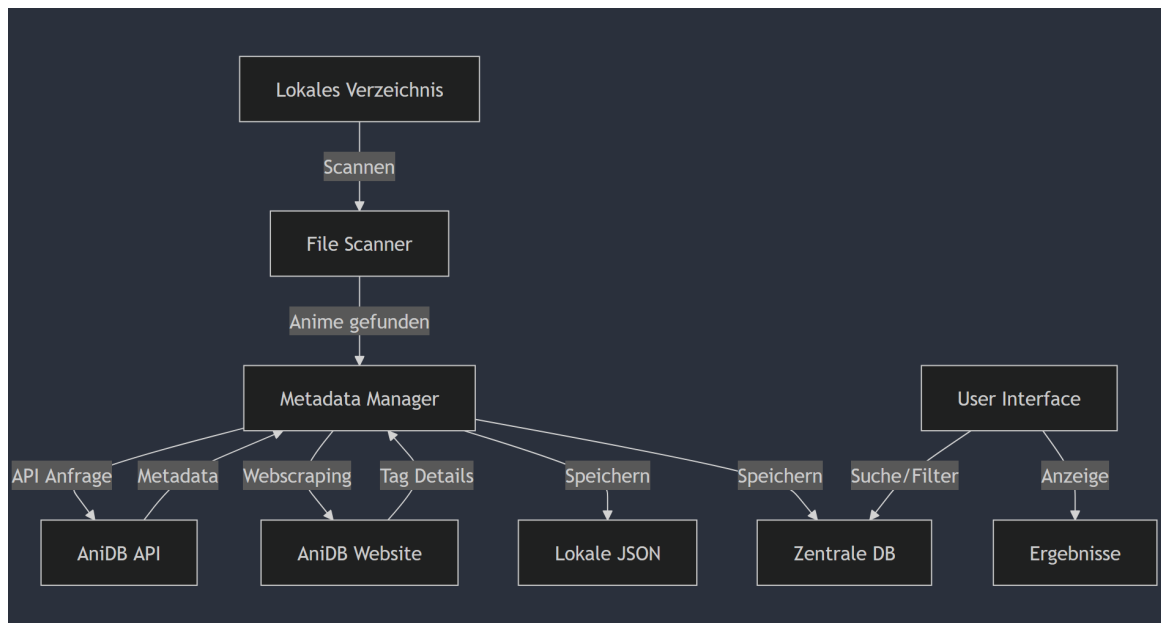 Lokales Verzeichnis
Scannen
File Scanner
Anime gefunden
Metadata Manager
User Interface
API Anfrage
Metadata
Webscraping
Tag Details
Speichern
Speichern
Suche/Filter
Anzeige
AniDB API
AniDB Website
Lokale JSON
Zentrale DB
Ergebnisse